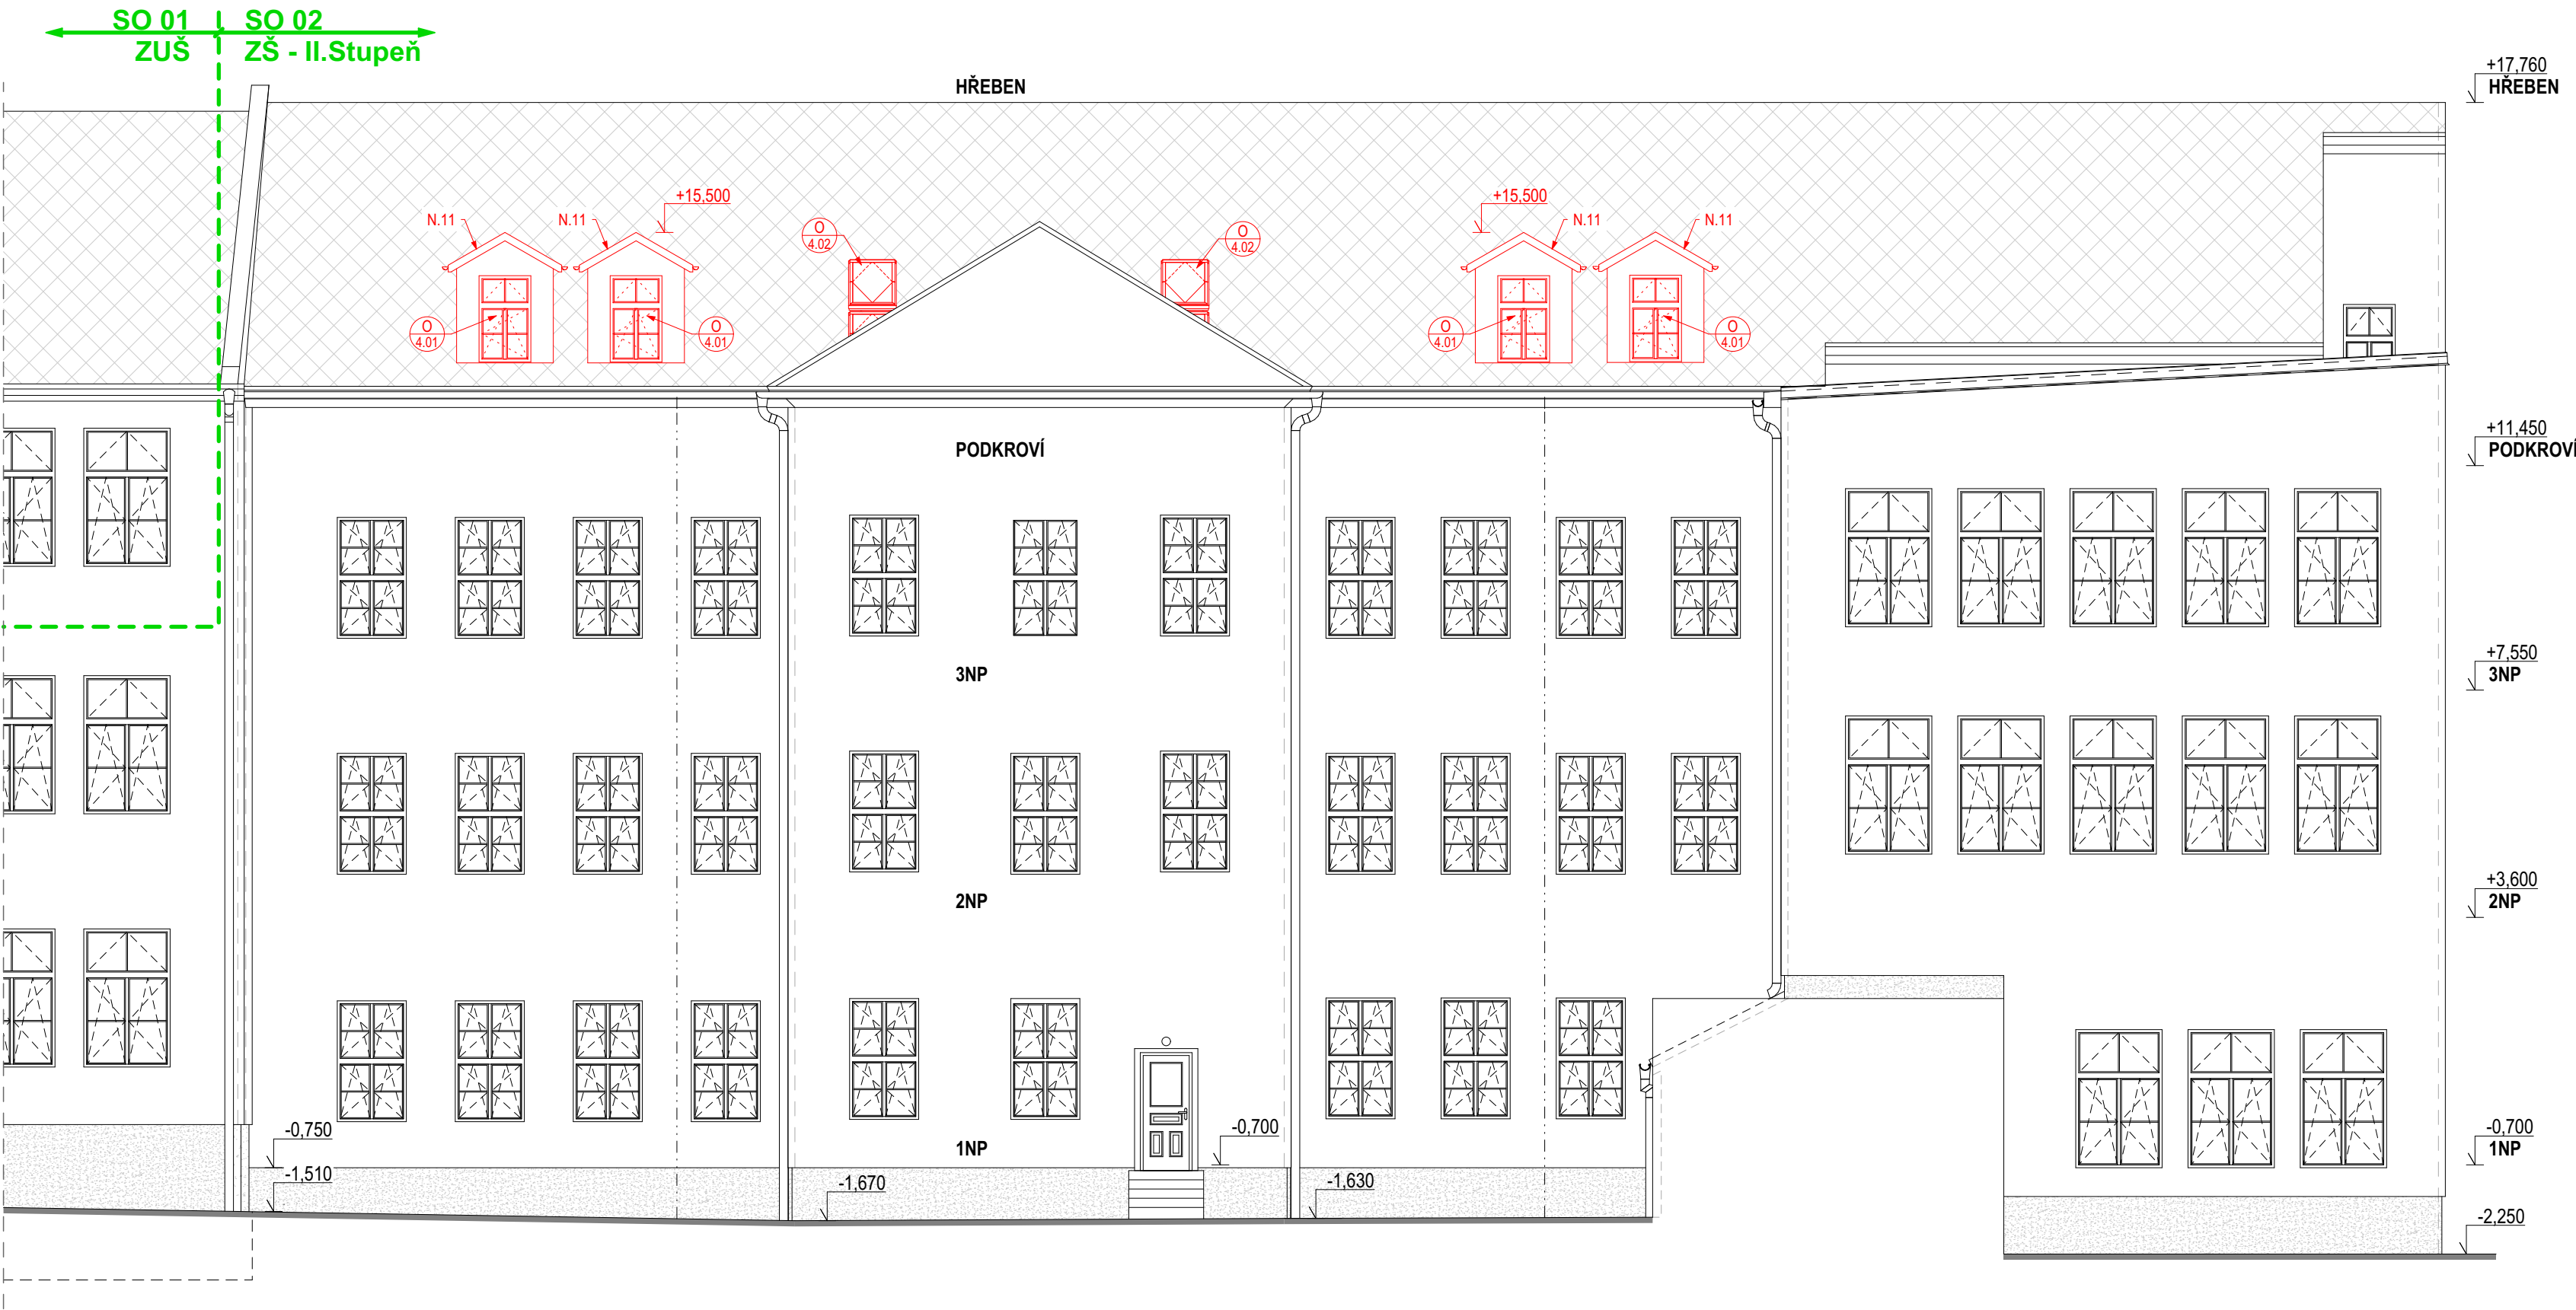 SO 01
SO 02
ZUŠ
ZŠ - II.Stupeň
+17,760
HŘEBEN
HŘEBEN
+15,500
+15,500
N.11
N.11
N.11
N.11
O
4.02
O
4.02
O
4.01
O
4.01
O
4.01
O
4.01
+11,450
PODKROVÍ
PODKROVÍ
+7,550
3NP
3NP
+3,600
2NP
2NP
-0,750
-0,700
-0,700
1NP
1NP
-1,510
-1,670
-1,630
-2,250